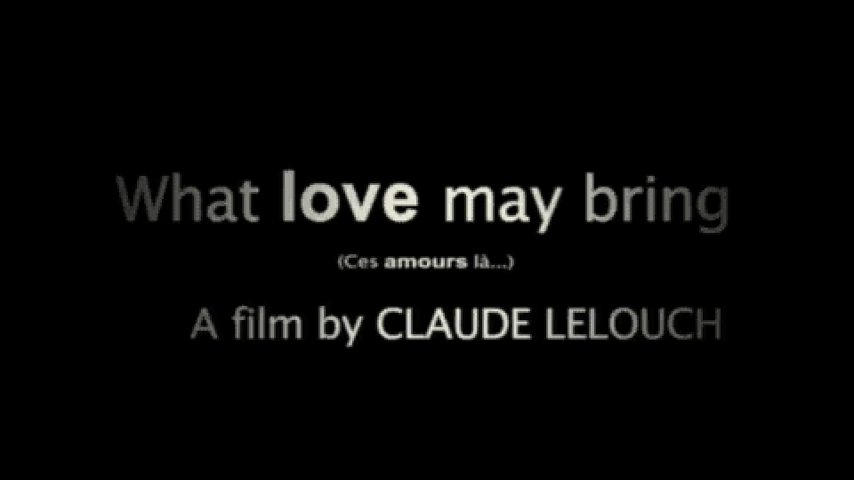 What love may bring
(Ces amours là...)
A film by CLAUDE LELOUCH